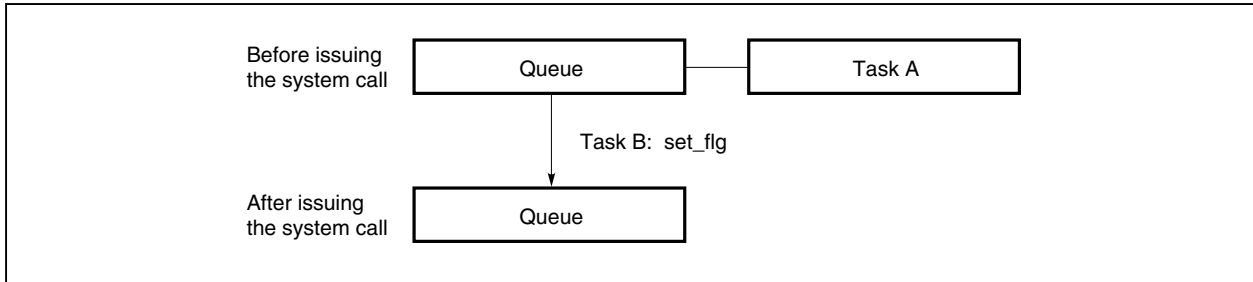 Before issuing
the system call
Queue
Task A
Task B: set_flg
After issuing
the system call
Queue